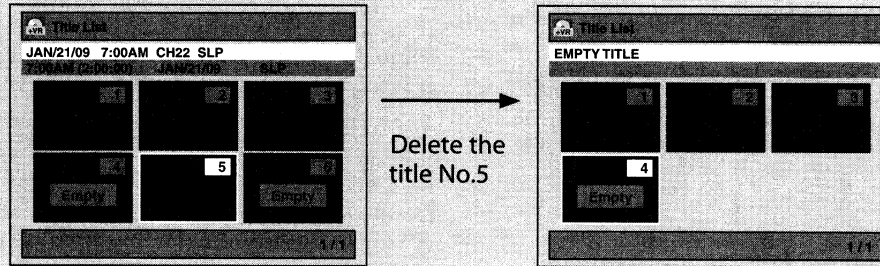 +VR Title List
JAN/21/09 7:00AM CH22 SLP
7:00AM (2:00:00) JAN/21/09 SLP
1 2 3
4 5 6
Empty Empty
1 / 1
Delete the
title No.5
+VR Title List
EMPTY TITLE
1 2 3
4
Empty
1 / 1